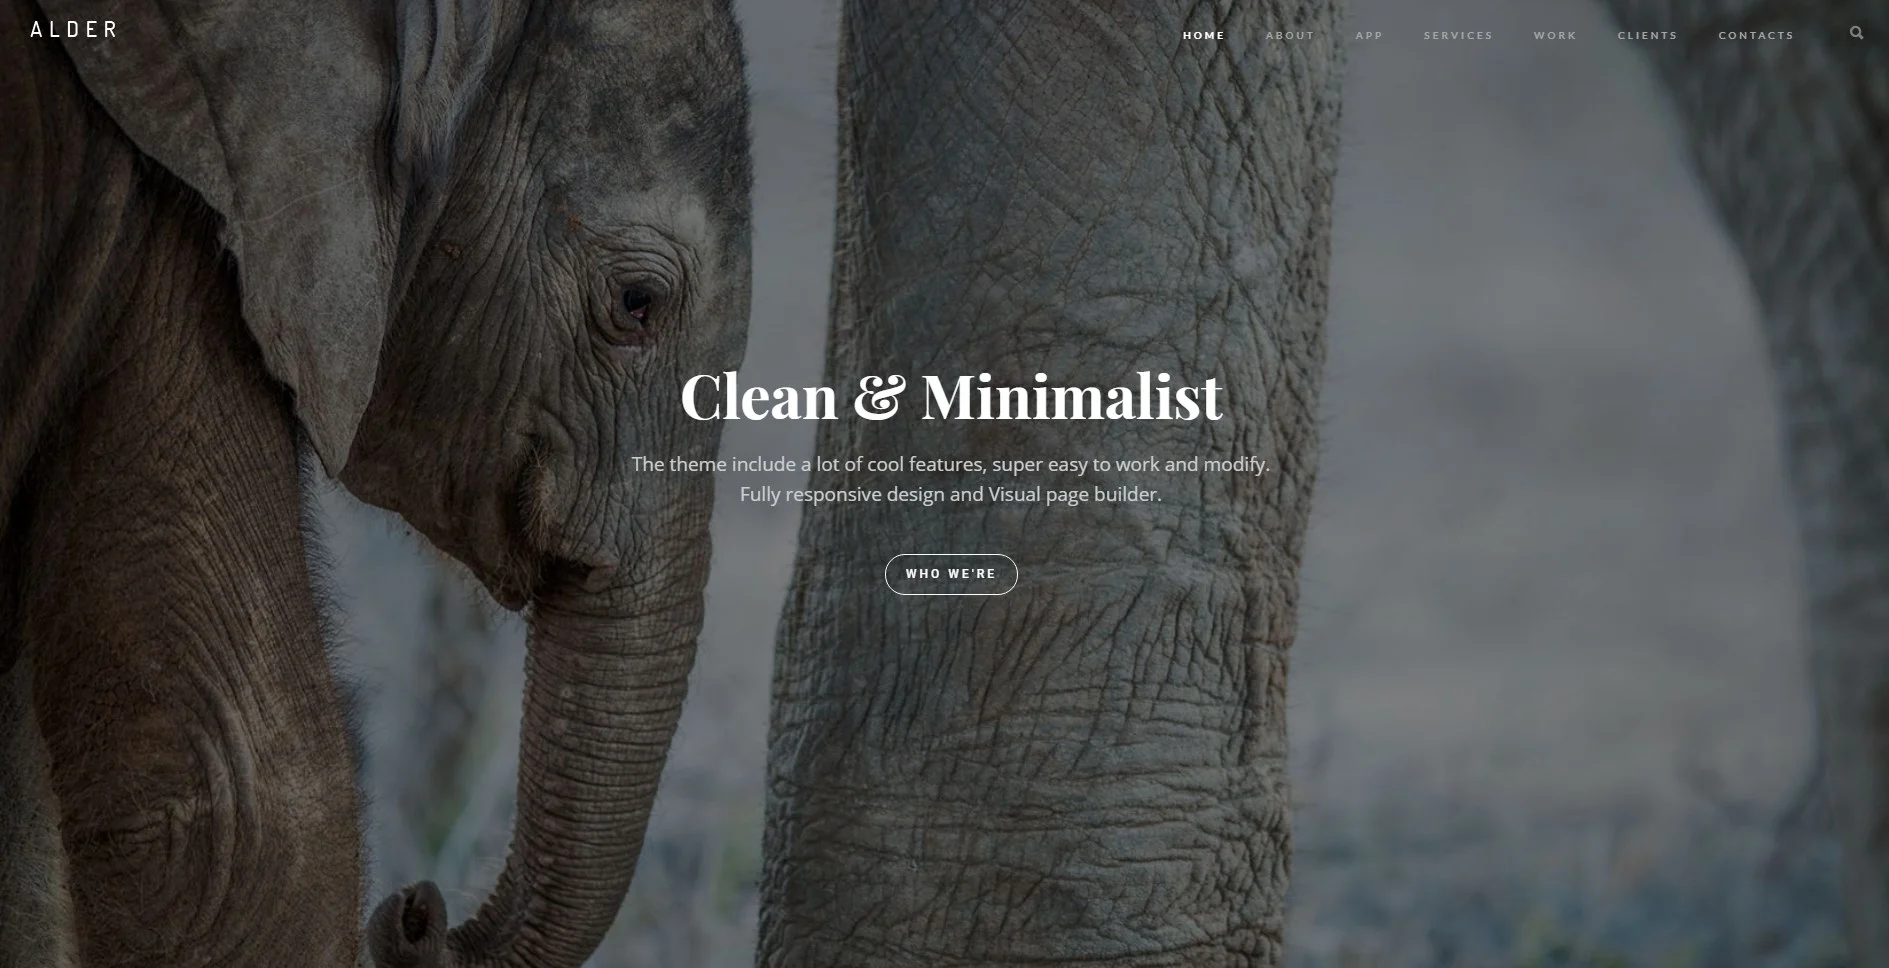 ALDER
HOME ABOUT APP SERVICES WORK CLIENTS CONTACTS
Clean & Minimalist
The theme include a lot of cool features, super easy to work and modify.
Fully responsive design and Visual page builder.
WHO WE'RE